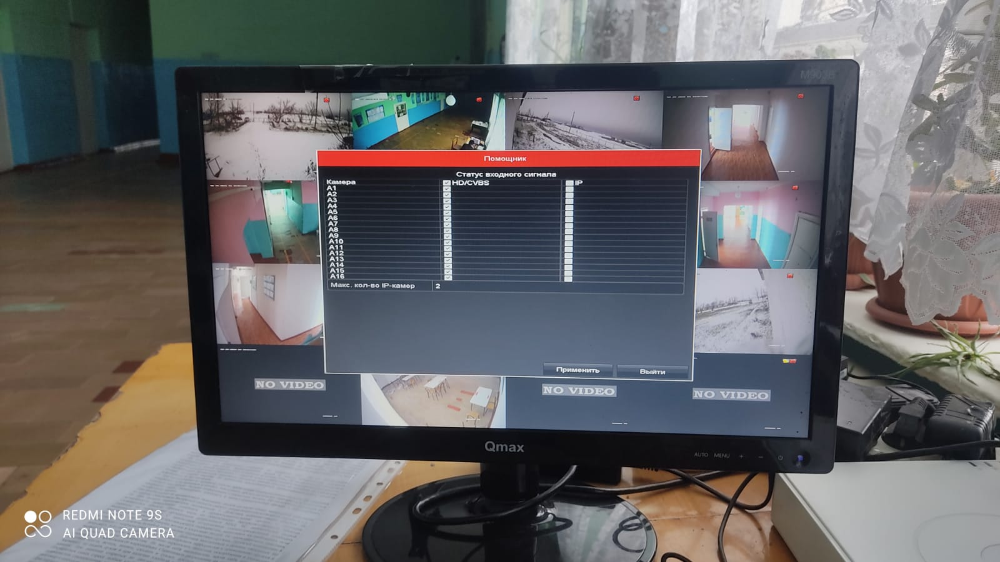 M903B
Помощник
Статус входного сигнала
Камера HD/CVBS IP
A1
A2
A3
A4
A5
A6
A7
A8
A9
A10
A11
A12
A13
A14
A15
A16
Макс. кол-во IP-камер 2
Применить Выйти
NO VIDEO
NO VIDEO
NO VIDEO
Qmax
AUTO MENU + -
REDMI NOTE 9S
AI QUAD CAMERA